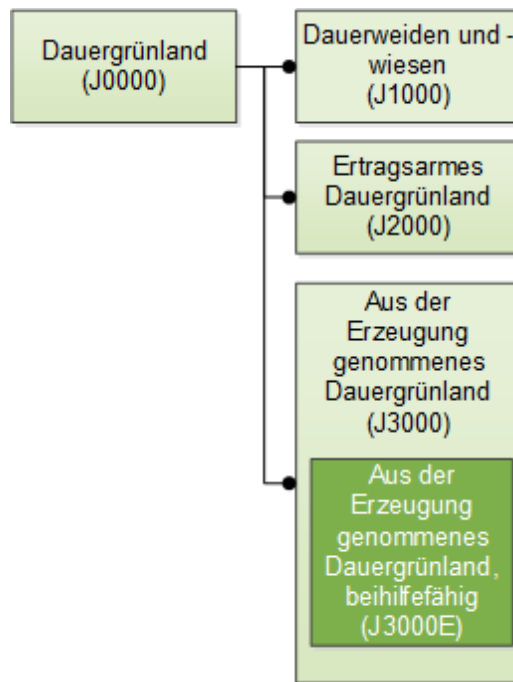 Dauergrünland
(J0000)
Dauerweiden und -
wiesen
(J1000)
Ertragsarmes
Dauergrünland
(J2000)
Aus der
Erzeugung
genommenes
Dauergrünland
(J3000)
Aus der
Erzeugung
genommenes
Dauergrünland,
beihilfefähig
(J3000E)